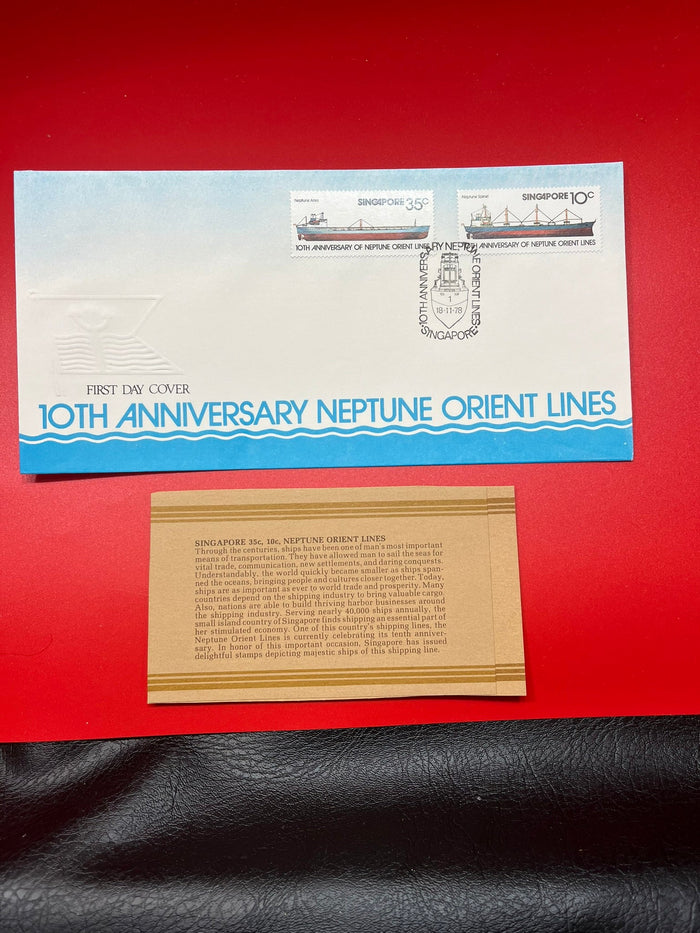 Neptune Aries
SINGAPORE 35c
10TH ANNIVERSARY OF NEPTUNE ORIENT LINES
Neptune Spinel
SINGAPORE 10c
10TH ANNIVERSARY OF NEPTUNE ORIENT LINES
10TH ANNIVERSARY NEPTUNE ORIENT LINES
1
18·11·78
·SINGAPORE·
FIRST DAY COVER
10TH ANNIVERSARY NEPTUNE ORIENT LINES
SINGAPORE 35c, 10c, NEPTUNE ORIENT LINES
Through the centuries, ships have been one of man's most important
means of transportation. They have allowed man to sail the seas for
vital trade, communication, new settlements, and daring conquests.
Understandably, the world quickly became smaller as ships span-
ned the oceans, bringing people and cultures closer together. Today,
ships are as important as ever to world trade and prosperity. Many
countries depend on the shipping industry to bring valuable cargo.
Also, nations are able to build thriving harbor businesses around
the shipping industry. Serving nearly 40,000 ships annually, the
small island country of Singapore finds shipping an essential part of
her stimulated economy. One of this country's shipping lines, the
Neptune Orient Lines is currently celebrating its tenth anniver-
sary. In honor of this important occasion, Singapore has issued
delightful stamps depicting majestic ships of this shipping line.